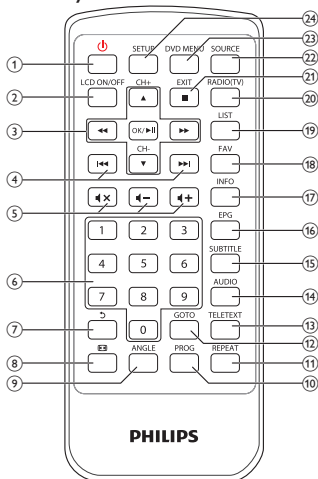 24
SETUP DVD MENU SOURCE 23
1 22
LCD ON/OFF CH+ EXIT RADIO(TV) 21
2 20
LIST
3 OK/ 19
CH- FAV
4 18
INFO
5 17
EPG
1 2 3 16
SUBTITLE
6 4 5 6 15
AUDIO
7 8 9 14
GOTO TELETEXT 13
7 0 12
ANGLE PROG REPEAT
8 11
9 10
PHILIPS